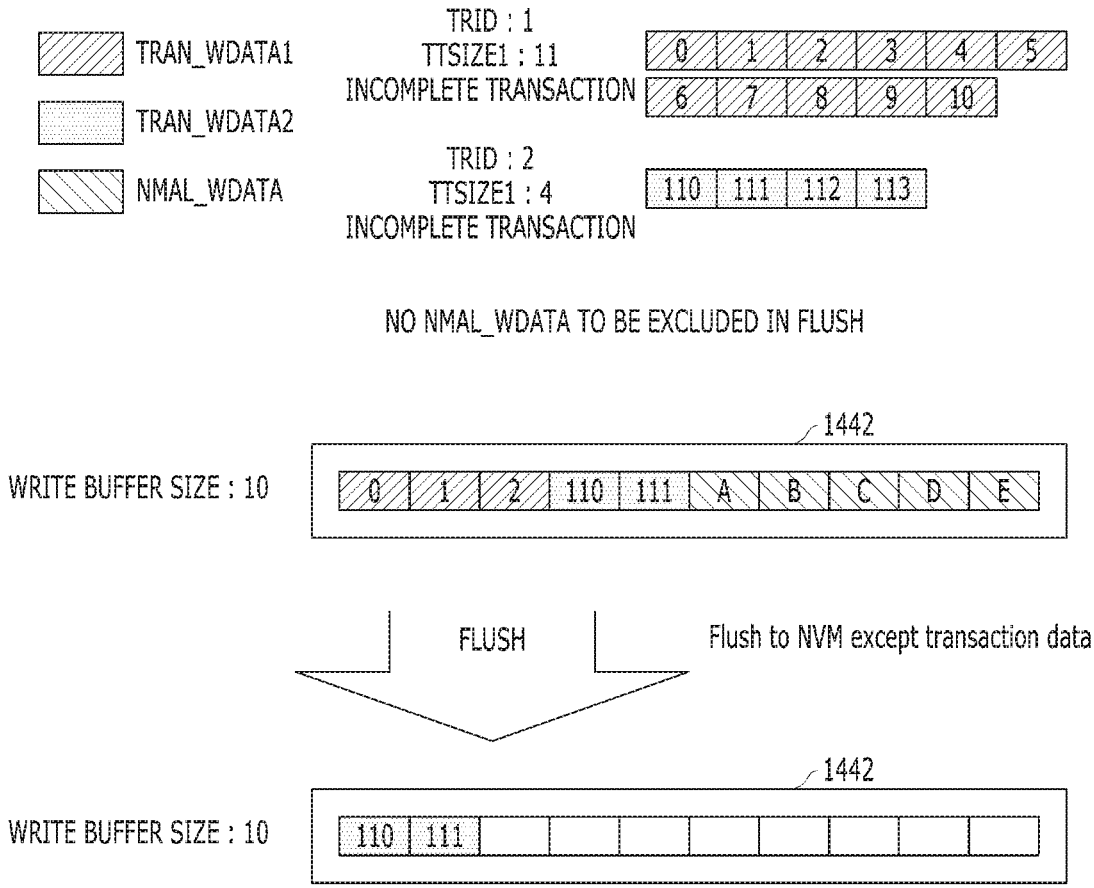 TRAN_WDATA1
TRAN_WDATA2
NMAL_WDATA
TRID : 1
TTSIZE1 : 11
INCOMPLETE TRANSACTION
0 1 2 3 4 5
6 7 8 9 10
TRID : 2
TTSIZE1 : 4
INCOMPLETE TRANSACTION
110 111 112 113
NO NMAL_WDATA TO BE EXCLUDED IN FLUSH
1442
WRITE BUFFER SIZE : 10
0 1 2 110 111 A B C D E
FLUSH
Flush to NVM except transaction data
1442
WRITE BUFFER SIZE : 10
110 111